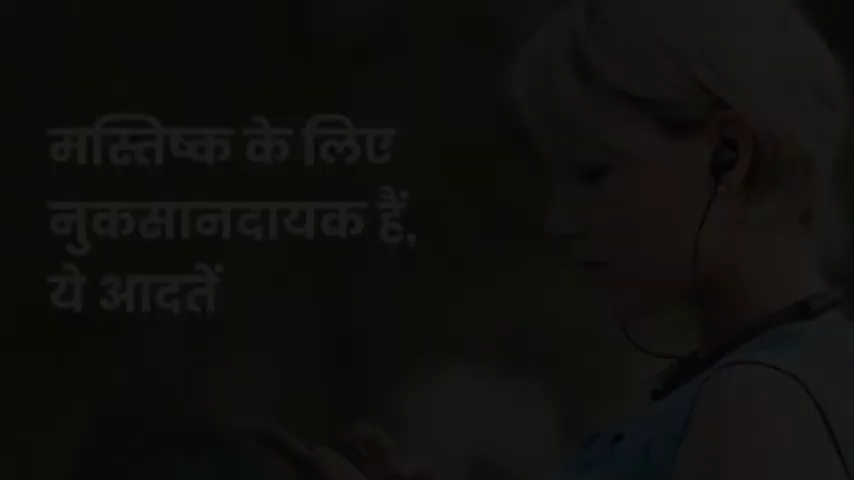 मस्तिष्क के लिए
नुकसानदायक हैं,
ये आदतें